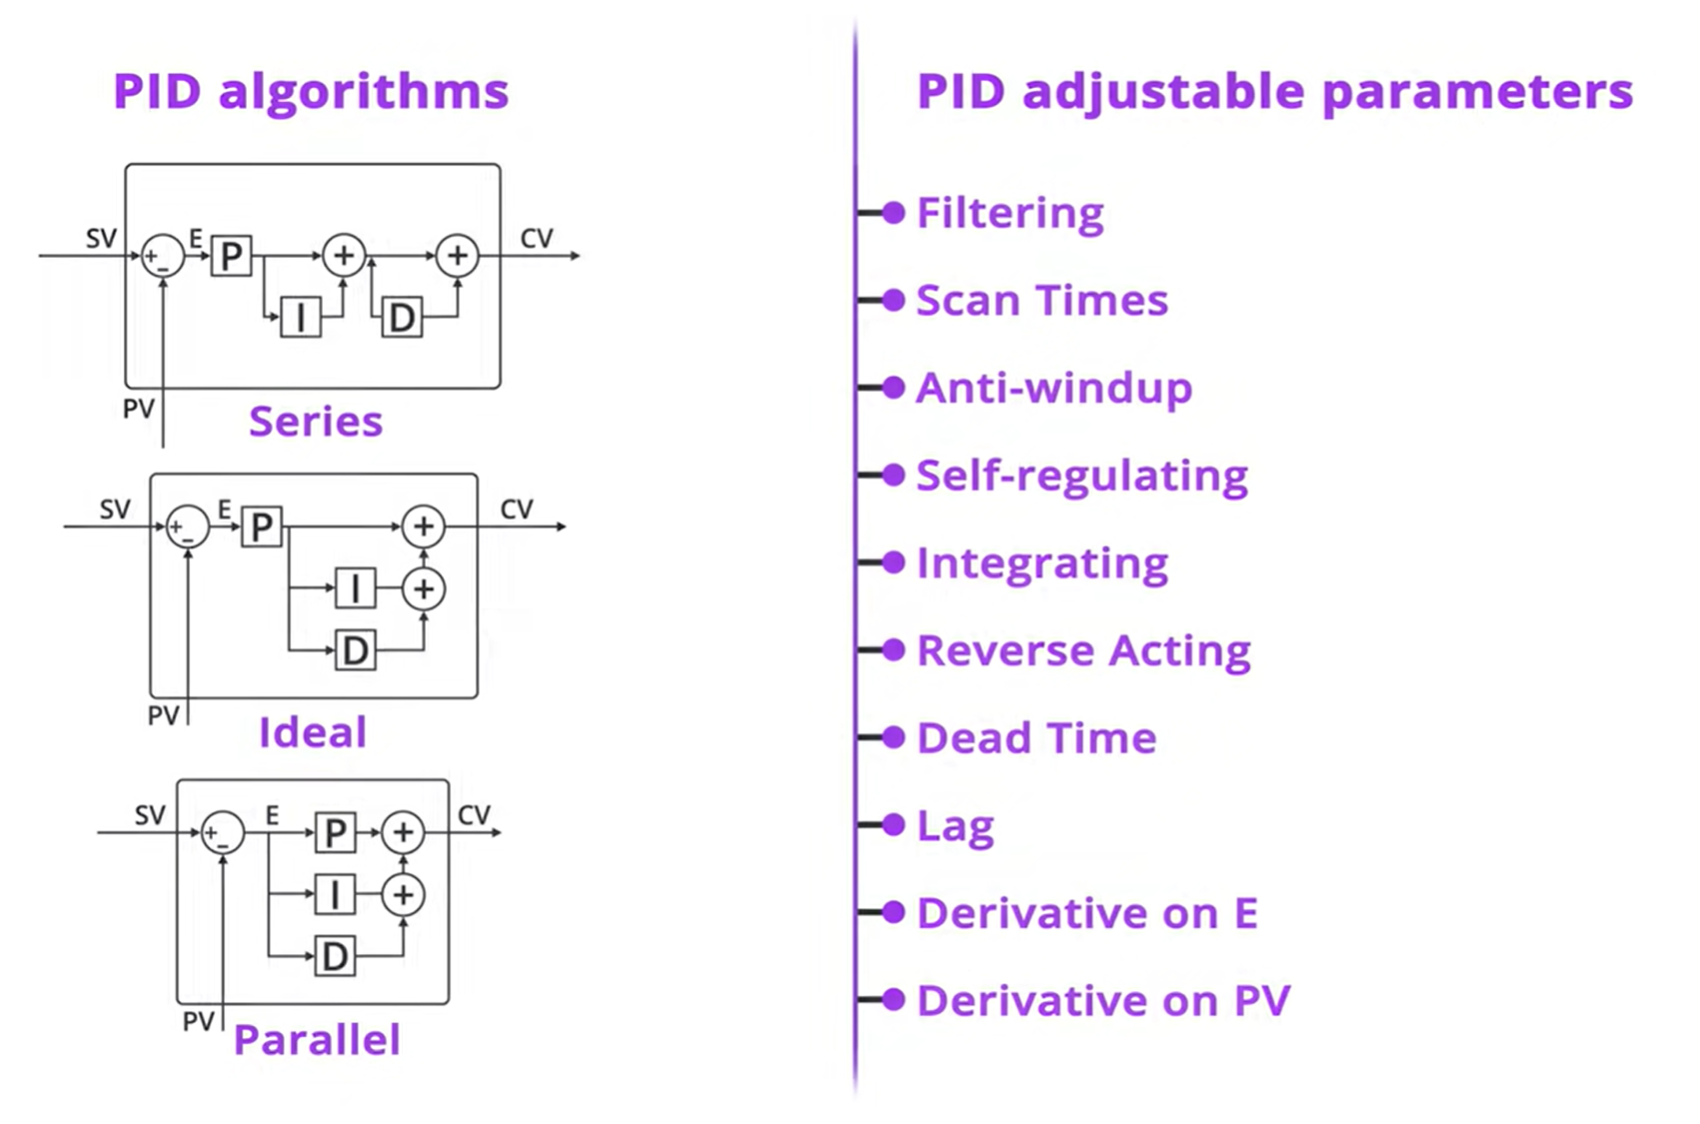 PID algorithms
SV
+
−
E
P
+
+
CV
I
D
PV
Series
SV
+
−
E
P
+
CV
I
+
D
PV
Ideal
SV
+
−
E
P
+
CV
I
+
D
PV
Parallel
PID adjustable parameters
Filtering
Scan Times
Anti-windup
Self-regulating
Integrating
Reverse Acting
Dead Time
Lag
Derivative on E
Derivative on PV